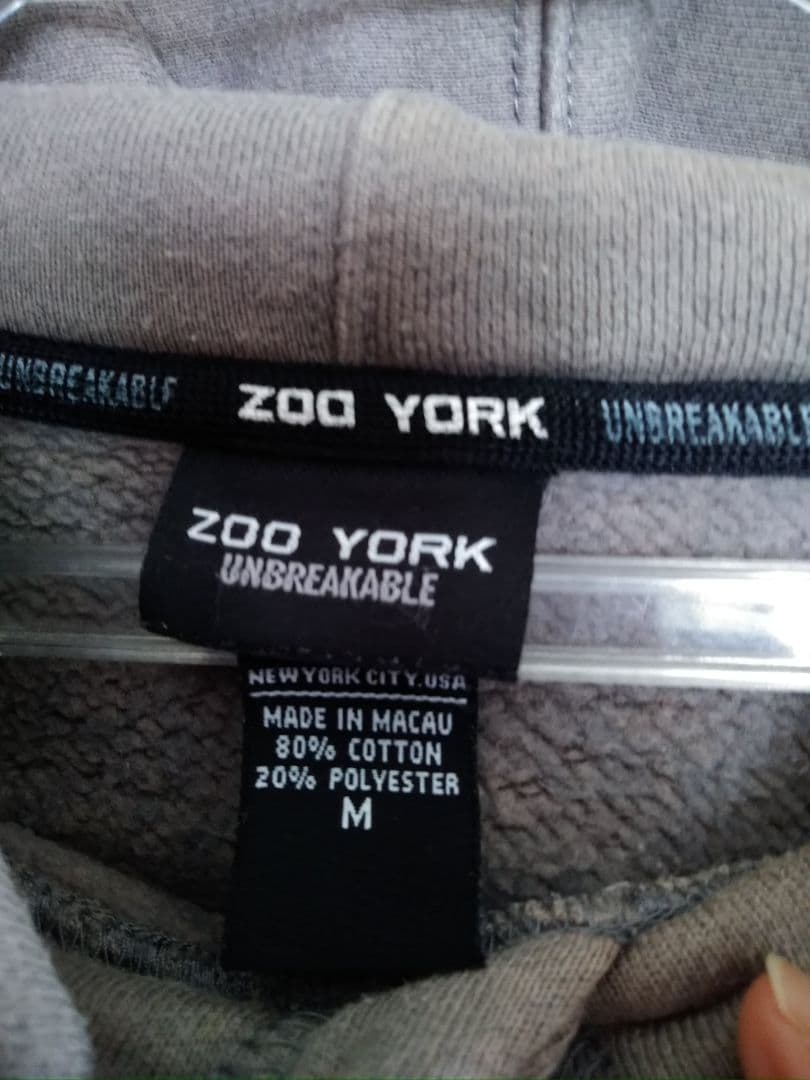 UNBREAKABLE ZOO YORK UNBREAKABLE
ZOO YORK
UNBREAKABLE
NEW YORK CITY.USA
MADE IN MACAU
80% COTTON
20% POLYESTER
M